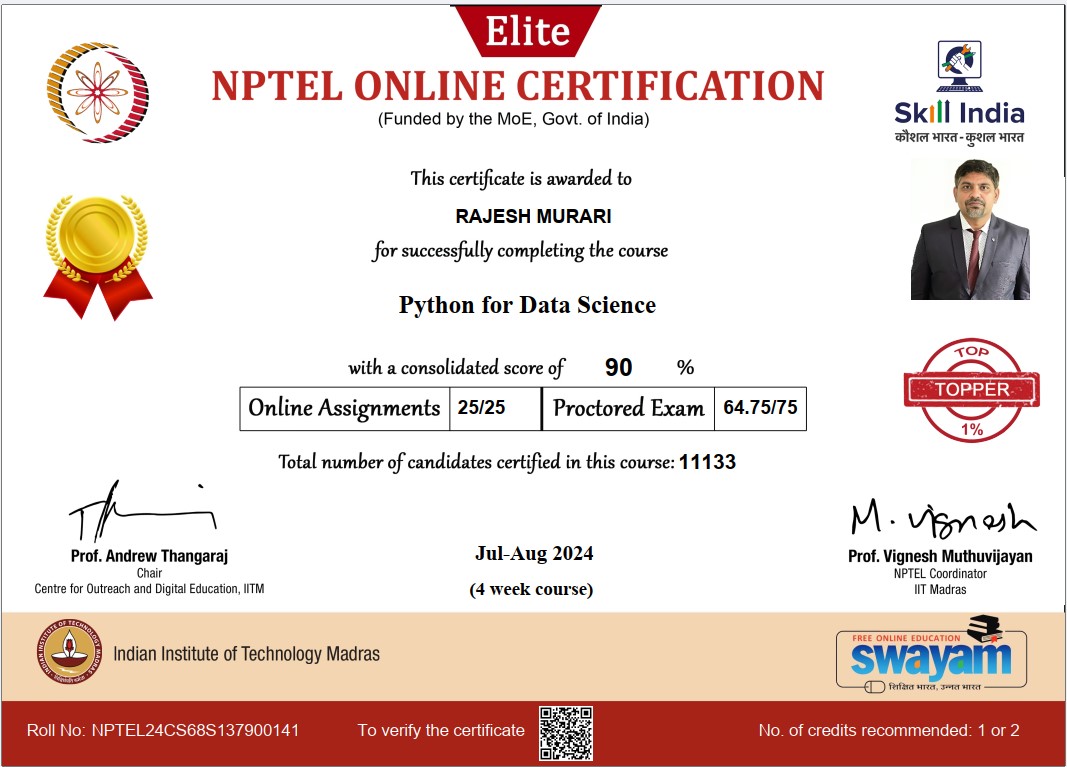 Elite
NPTEL ONLINE CERTIFICATION
(Funded by the MoE, Govt. of India)
Skill India
कौशल भारत - कुशल भारत
This certificate is awarded to
RAJESH MURARI
for successfully completing the course
Python for Data Science
with a consolidated score of 90 %
Online Assignments 25/25 Proctored Exam 64.75/75
TOP
TOPPER
1%
Total number of candidates certified in this course: 11133
M. Vignesh
Prof. Andrew Thangaraj
Chair
Centre for Outreach and Digital Education, IITM
Jul-Aug 2024
(4 week course)
Prof. Vignesh Muthuvijayan
NPTEL Coordinator
IIT Madras
INDIAN INSTITUTE OF TECHNOLOGY MADRAS
Indian Institute of Technology Madras
FREE ONLINE EDUCATION
swayam
शिक्षित भारत, उन्नत भारत
Roll No: NPTEL24CS68S137900141
To verify the certificate
No. of credits recommended: 1 or 2